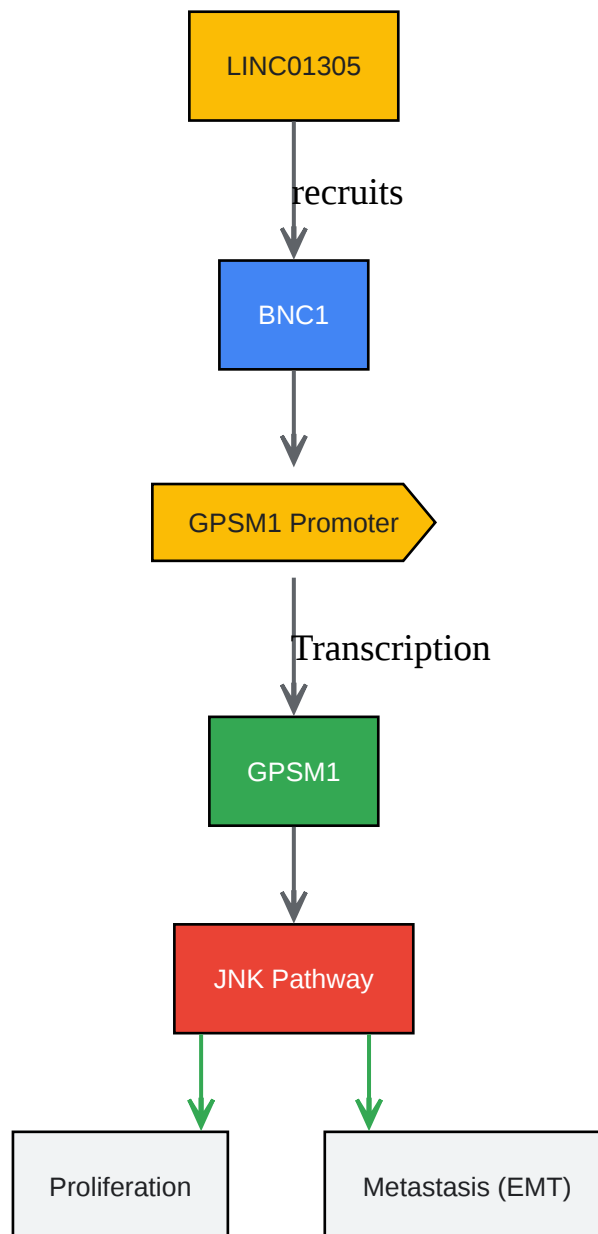 LINC01305
recruits
BNC1
GPSM1 Promoter
Transcription
GPSM1
JNK Pathway
Proliferation
Metastasis (EMT)